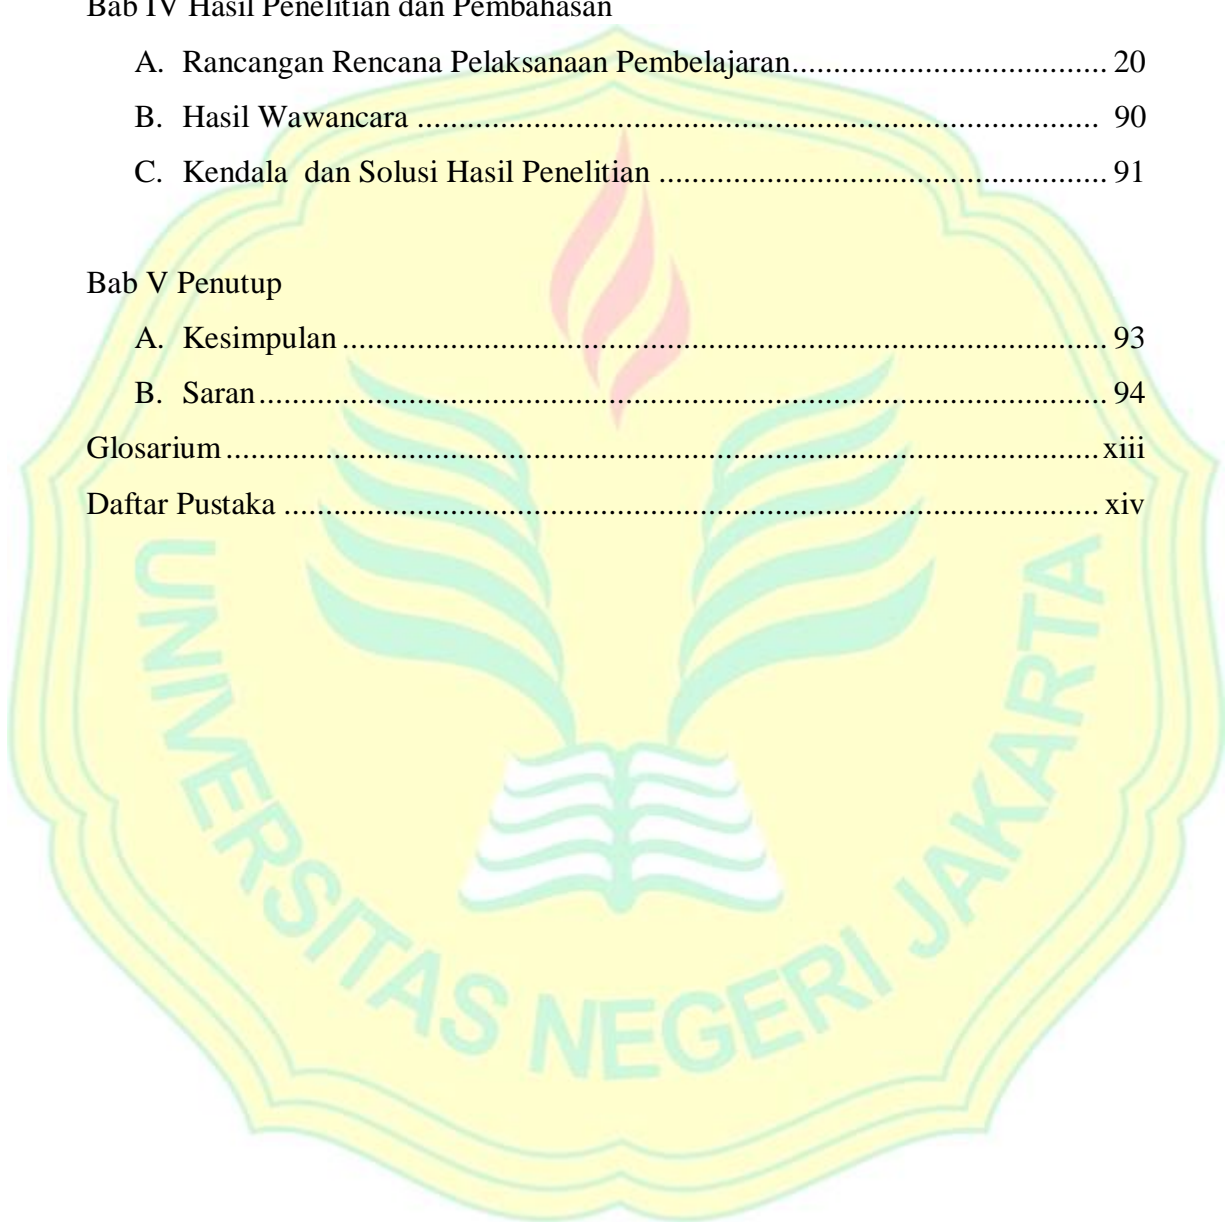 Bab IV Hasil Penelitian dan Pembahasan
A. Rancangan Rencana Pelaksanaan Pembelajaran....................................... 20
B. Hasil Wawancara .................................................................................... 90
C. Kendala dan Solusi Hasil Penelitian ....................................................... 91
Bab V Penutup
A. Kesimpulan .............................................................................................. 93
B. Saran ........................................................................................................ 94
Glosarium ........................................................................................................... xiii
Daftar Pustaka .................................................................................................... xiv
UNIVERSITAS NEGERI JAKARTA